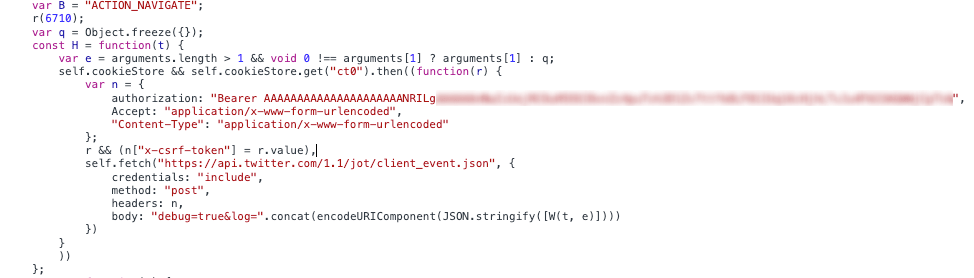 var B = "ACTION_NAVIGATE";
r(6710);
var q = Object.freeze({});
const H = function(t) {
var e = arguments.length > 1 && void 0 !== arguments[1] ? arguments[1] : q;
self.cookieStore && self.cookieStore.get("ct0").then((function(r) {
var n = {
authorization: "Bearer AAAAAAAAAAAAAAAAAAAAANRILg",
Accept: "application/x-www-form-urlencoded",
"Content-Type": "application/x-www-form-urlencoded"
};
r && (n["x-csrf-token"] = r.value),
self.fetch("https://api.twitter.com/1.1/jot/client_event.json", {
credentials: "include",
method: "post",
headers: n,
body: "debug=true&log=".concat(encodeURIComponent(JSON.stringify([W(t, e)])))
})
}
))
};